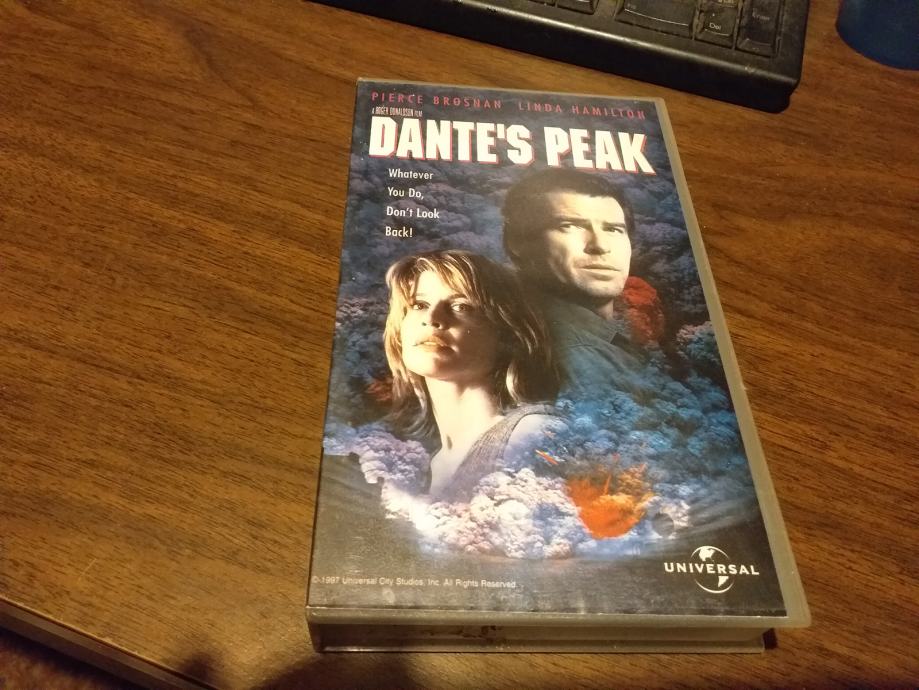 PIERCE BROSNAN LINDA HAMILTON
A ROGER DONALDSON FILM
DANTE'S PEAK
Whatever
You Do,
Don't Look
Back!
UNIVERSAL
©1997 Universal City Studios, Inc. All Rights Reserved.